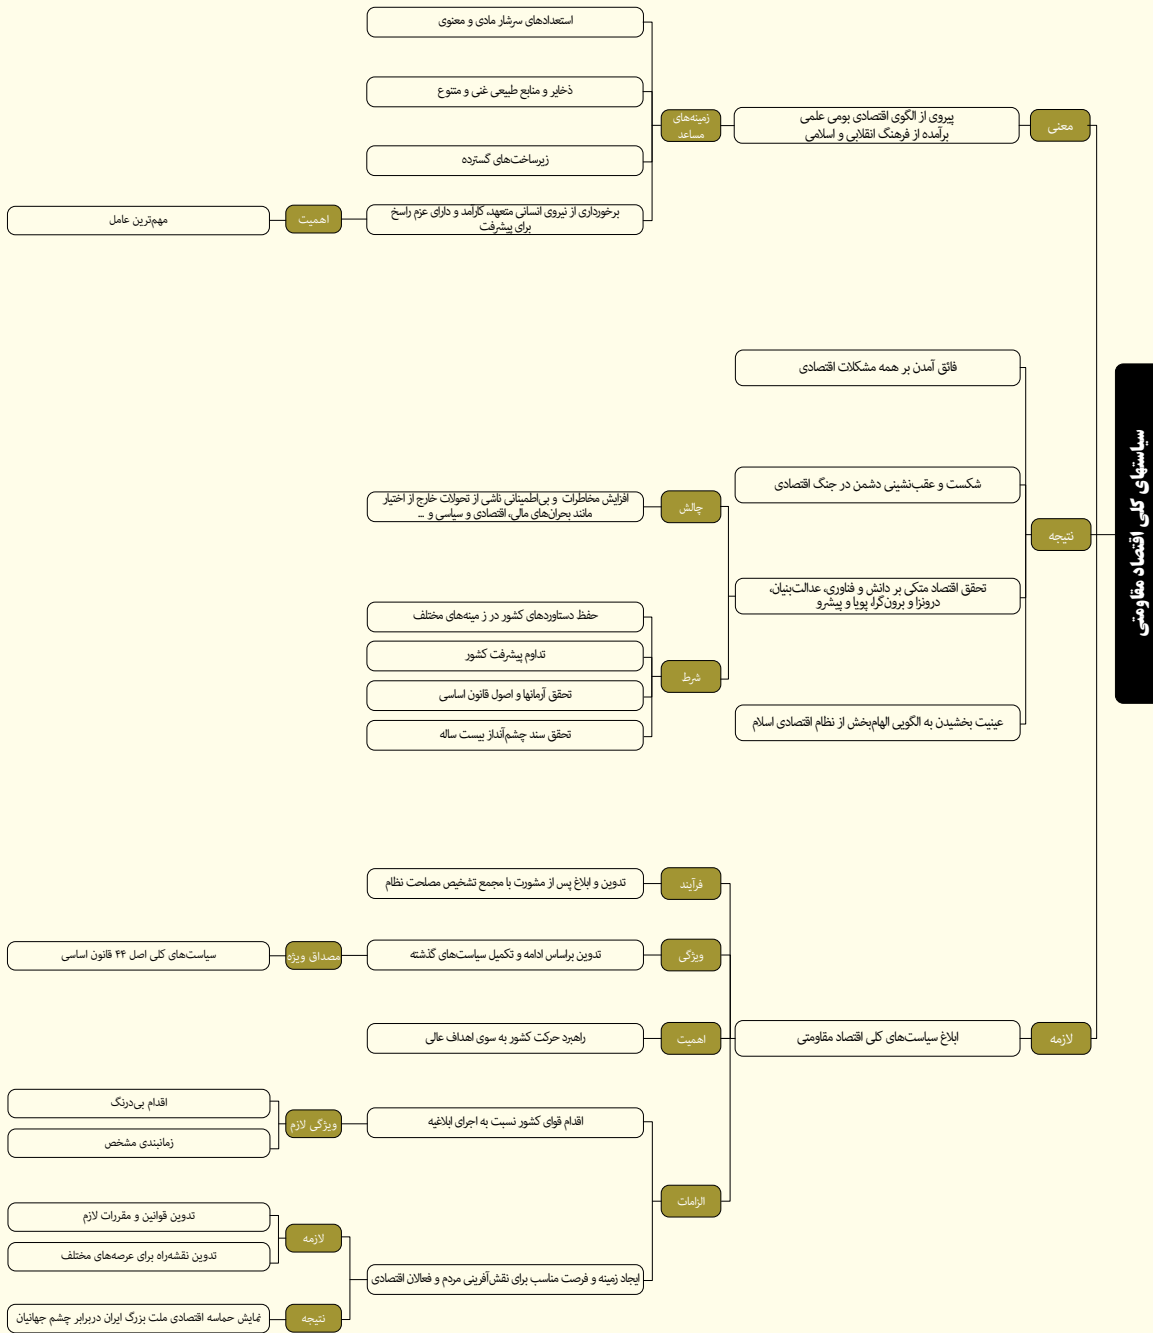 سیاستهای کلی اقتصاد مقاومتی
معنی
پیروی از الگوی اقتصادی بومی علمی
برآمده از فرهنگ انقلابی و اسلامی
زمینه‌های
مساعد
استعدادهای سرشار مادی و معنوی
ذخایر و منابع طبیعی غنی و متنوع
زیرساخت‌های گسترده
برخورداری از نیروی انسانی متعهد، کارآمد و دارای عزم راسخ
برای پیشرفت
اهمیت
مهم‌ترین عامل
نتیجه
فائق آمدن بر همه مشکلات اقتصادی
شکست و عقب‌نشینی دشمن در جنگ اقتصادی
تحقق اقتصاد متکی بر دانش و فناوری، عدالت‌بنیان،
درونزا و برون‌گرا، پویا و پیشرو
چالش
افزایش مخاطرات و بی‌اطمینانی ناشی از تحولات خارج از اختیار
مانند بحران‌های مالی، اقتصادی و سیاسی و ...
شرط
حفظ دستاوردهای کشور در ز مینه‌های مختلف
تداوم پیشرفت کشور
تحقق آرمانها و اصول قانون اساسی
تحقق سند چشم‌آنداز بیست ساله
عینیت بخشیدن به الگویی الهام‌بخش از نظام اقتصادی اسلام
لازمه
ابلاغ سیاست‌های کلی اقتصاد مقاومتی
فرآیند
تدوین و ابلاغ پس از مشورت با مجمع تشخیص مصلحت نظام
ویژگی
تدوین براساس ادامه و تکمیل سیاست‌های گذشته
مصداق ویژه
سیاست‌های کلی اصل ۴۴ قانون اساسی
اهمیت
راهبرد حرکت کشور به سوی اهداف عالی
الزامات
اقدام قوای کشور نسبت به اجرای ابلاغیه
ویژگی لازم
اقدام بی‌درنگ
زمانبندی مشخص
ایجاد زمینه و فرصت مناسب برای نقش‌آفرینی مردم و فعالان اقتصادی
لازمه
تدوین قوانین و مقررات لازم
تدوین نقشه‌راه برای عرصه‌های مختلف
نتیجه
نمایش حماسه اقتصادی ملت بزرگ ایران دربرابر چشم جهانیان